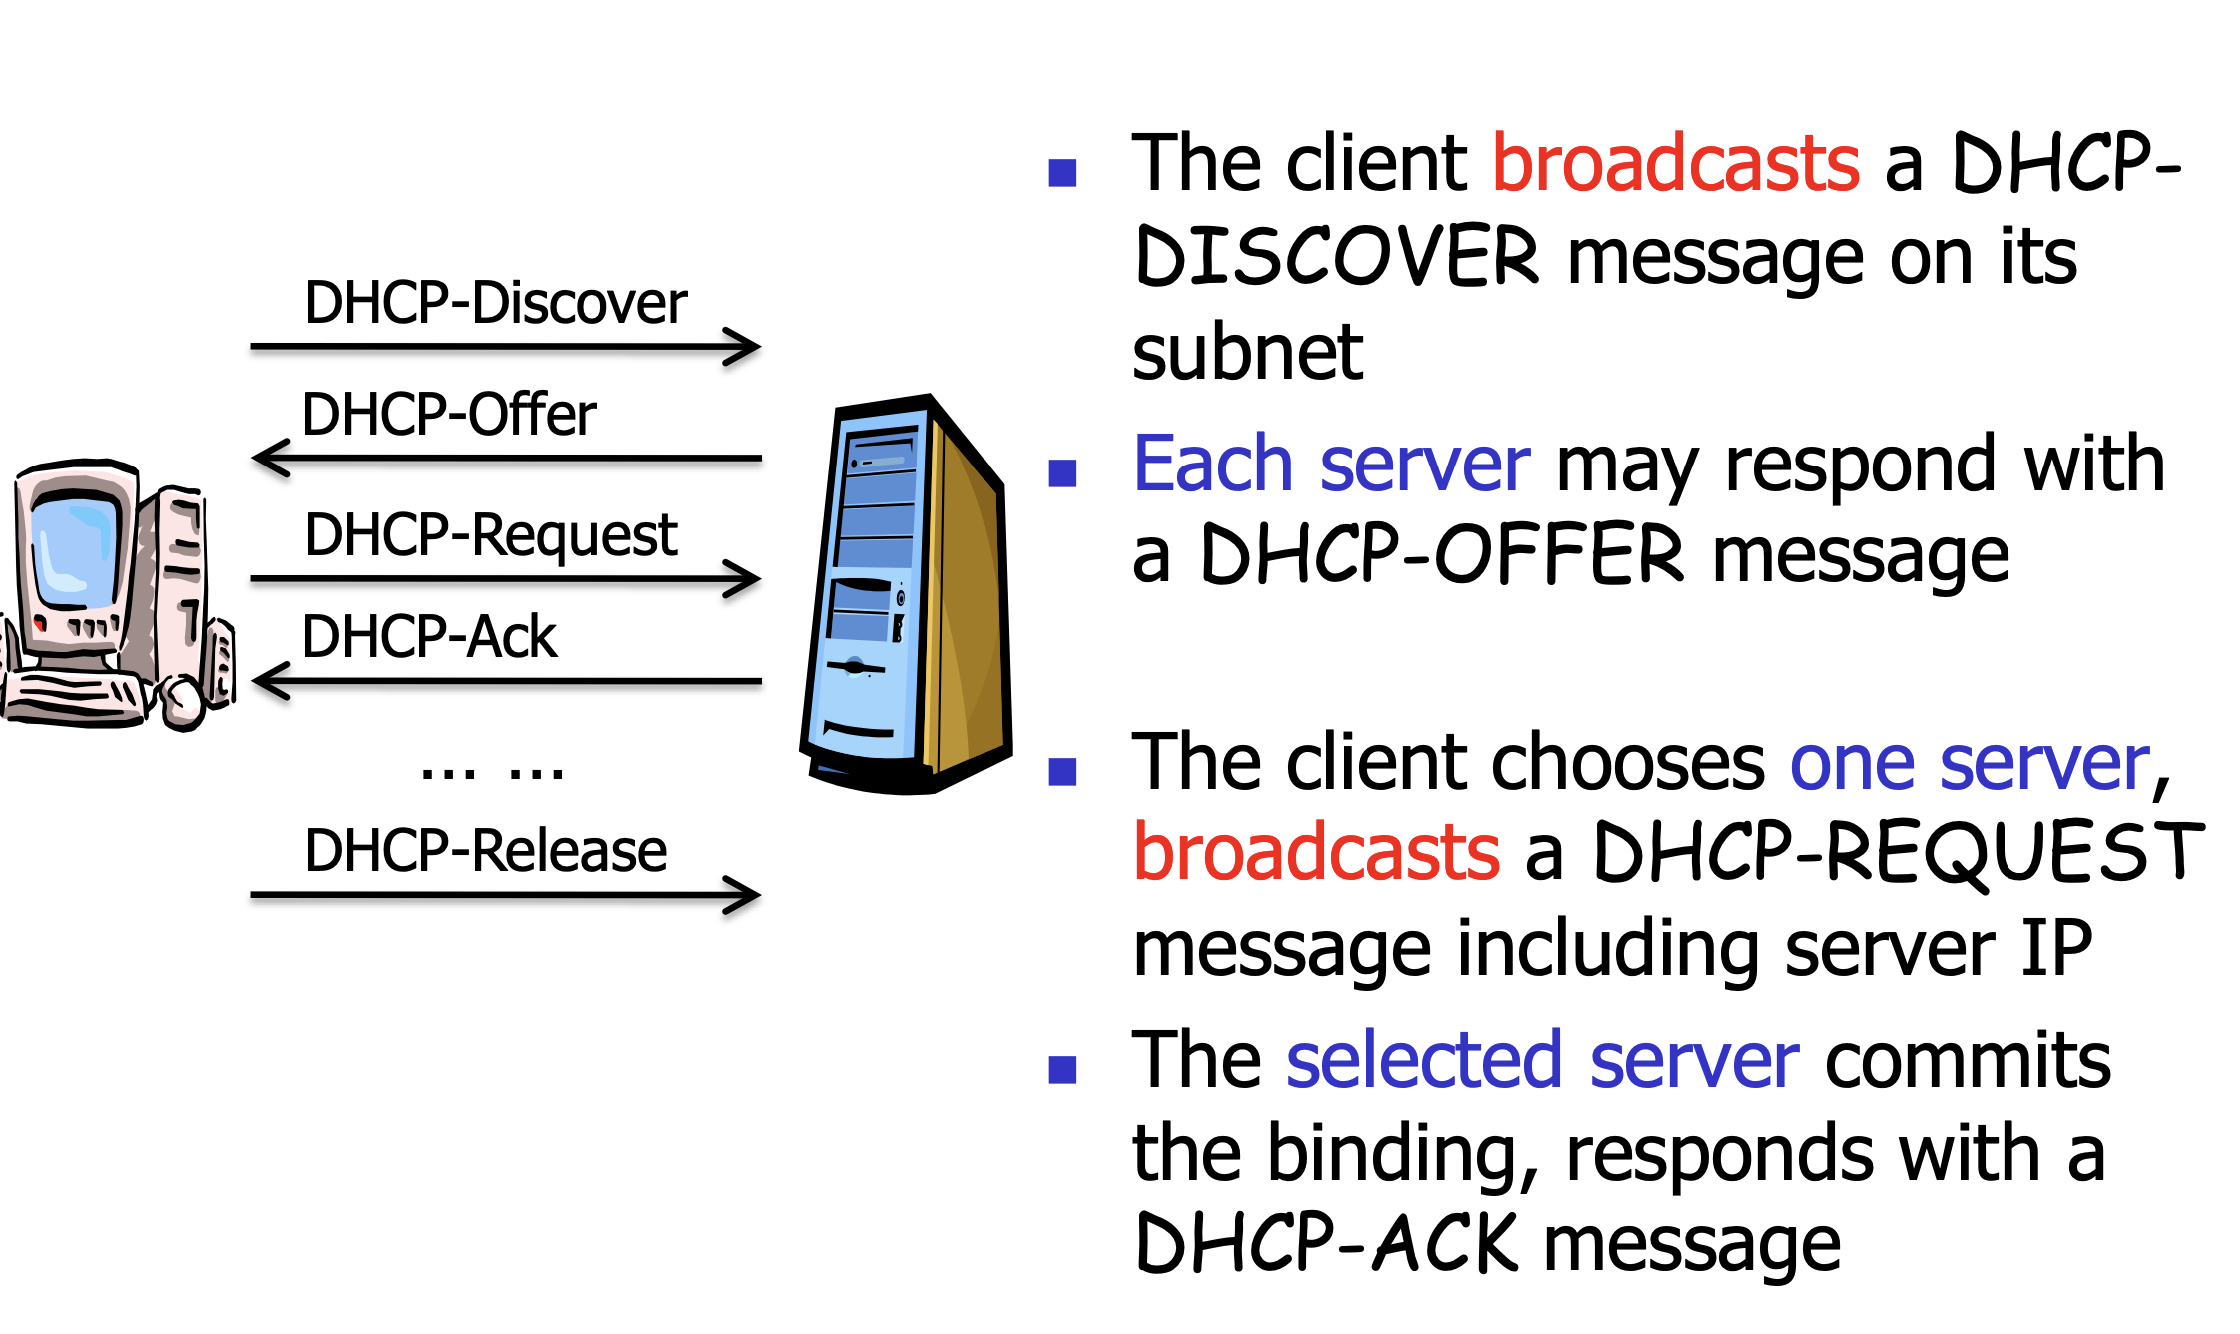 DHCP-Discover
DHCP-Offer
DHCP-Request
DHCP-Ack
... ...
DHCP-Release
The client broadcasts a DHCP-
DISCOVER message on its
subnet
Each server may respond with
a DHCP-OFFER message
The client chooses one server,
broadcasts a DHCP-REQUEST
message including server IP
The selected server commits
the binding, responds with a
DHCP-ACK message